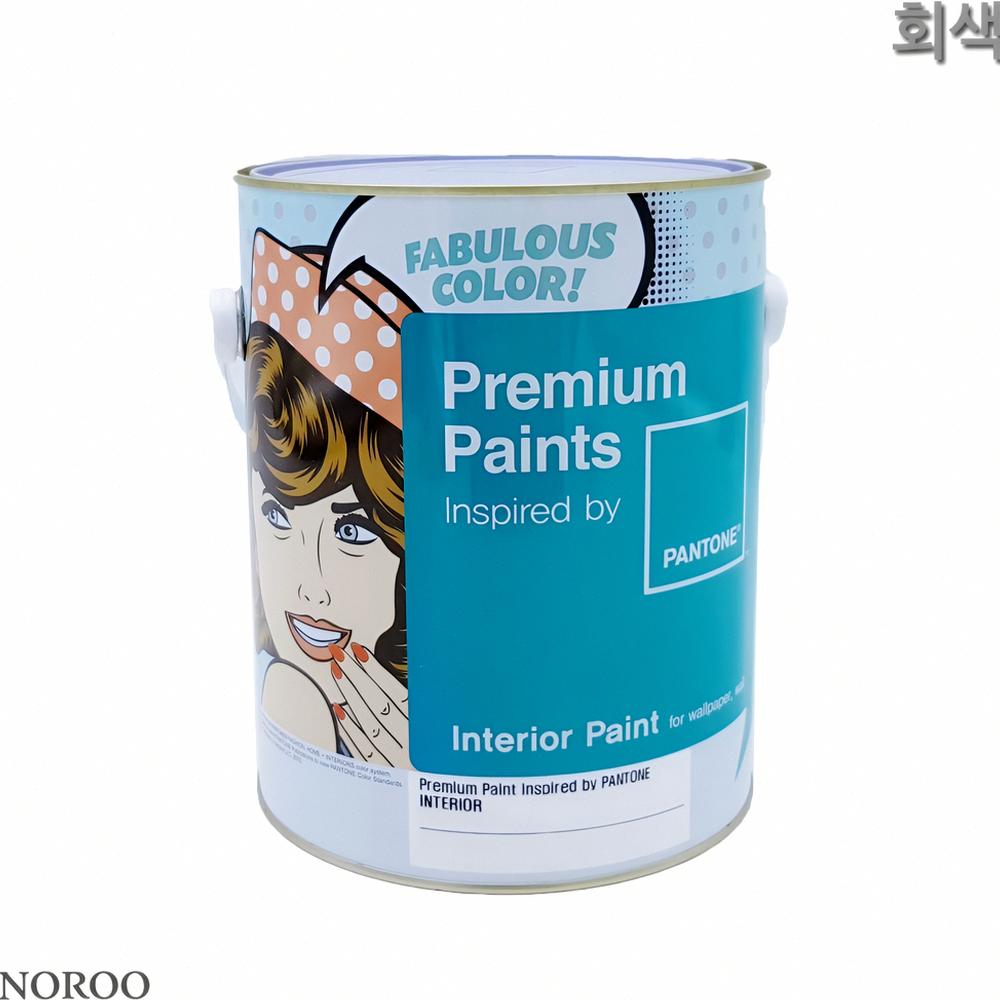 회색
FABULOUS
COLOR!
Premium
Paints
Inspired by
PANTONE®
Interior Paint for wallpaper,
Premium Paint Inspired by PANTONE
INTERIOR
NOROO